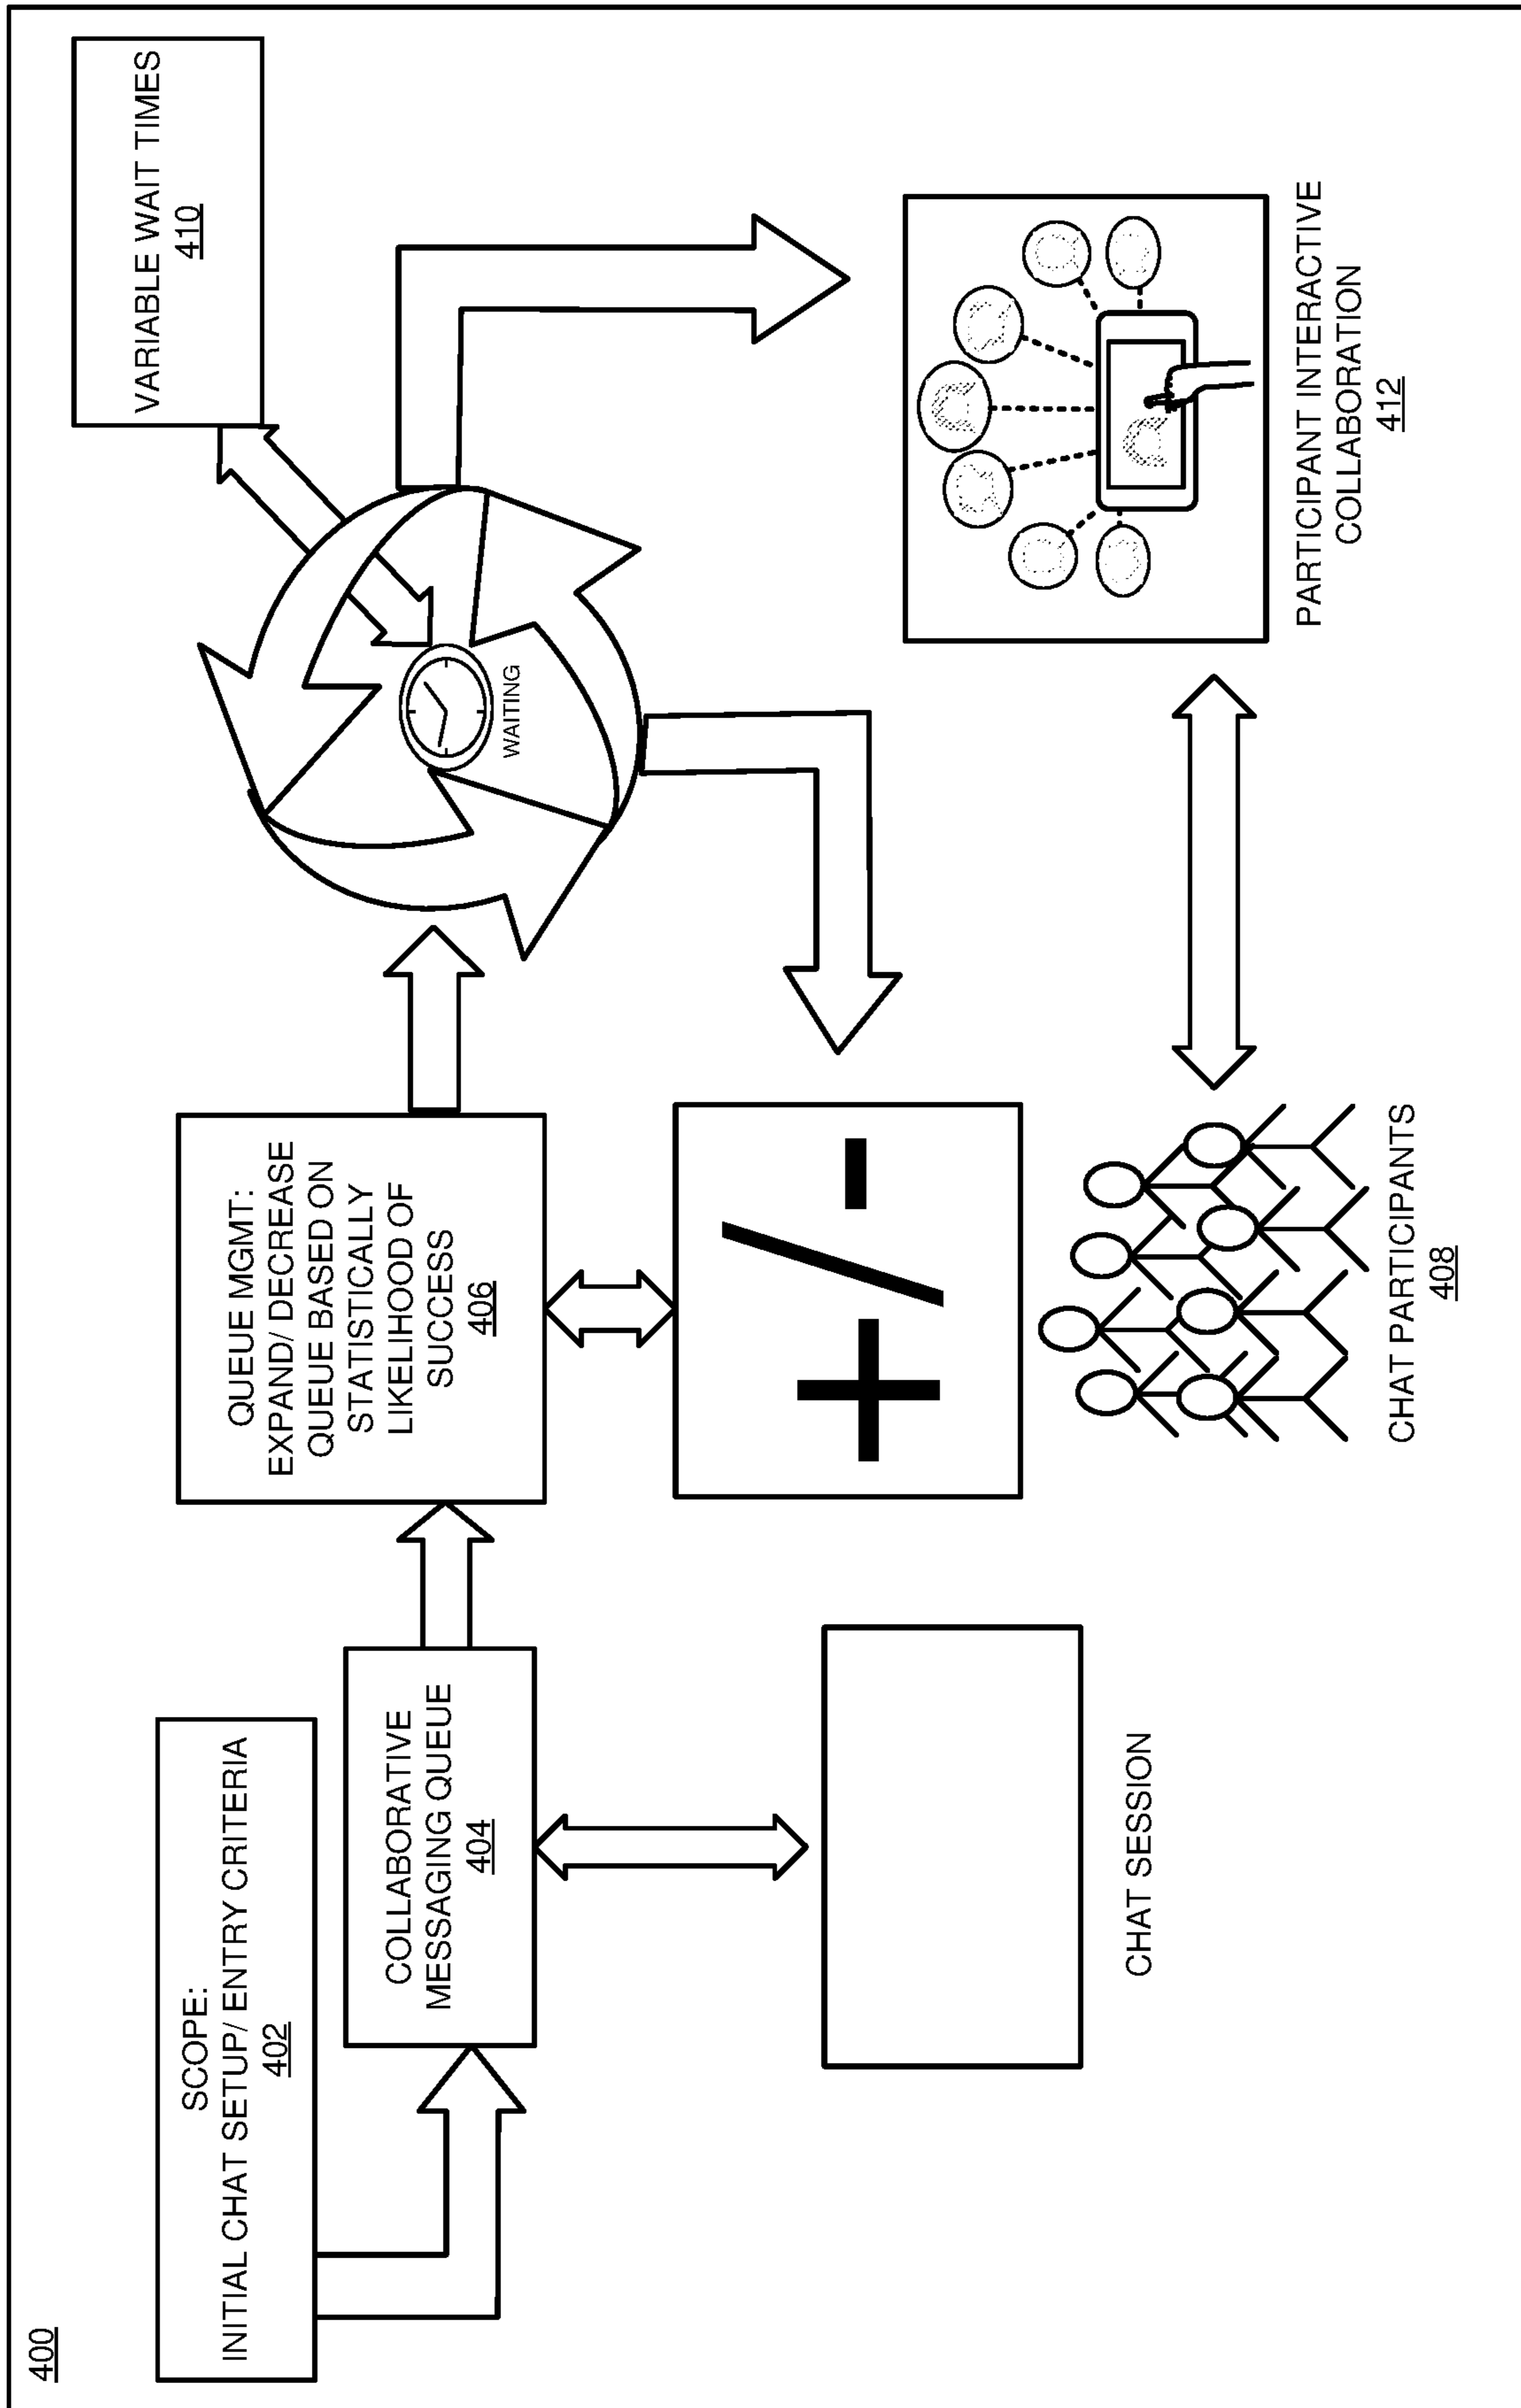 400
SCOPE:
INITIAL CHAT SETUP/ ENTRY CRITERIA
402
COLLABORATIVE
MESSAGING QUEUE
404
CHAT SESSION
QUEUE MGMT:
EXPAND/ DECREASE
QUEUE BASED ON
STATISTICALLY
LIKELIHOOD OF
SUCCESS
406
+ / -
CHAT PARTICIPANTS
408
WAITING
VARIABLE WAIT TIMES
410
PARTICIPANT INTERACTIVE
COLLABORATION
412